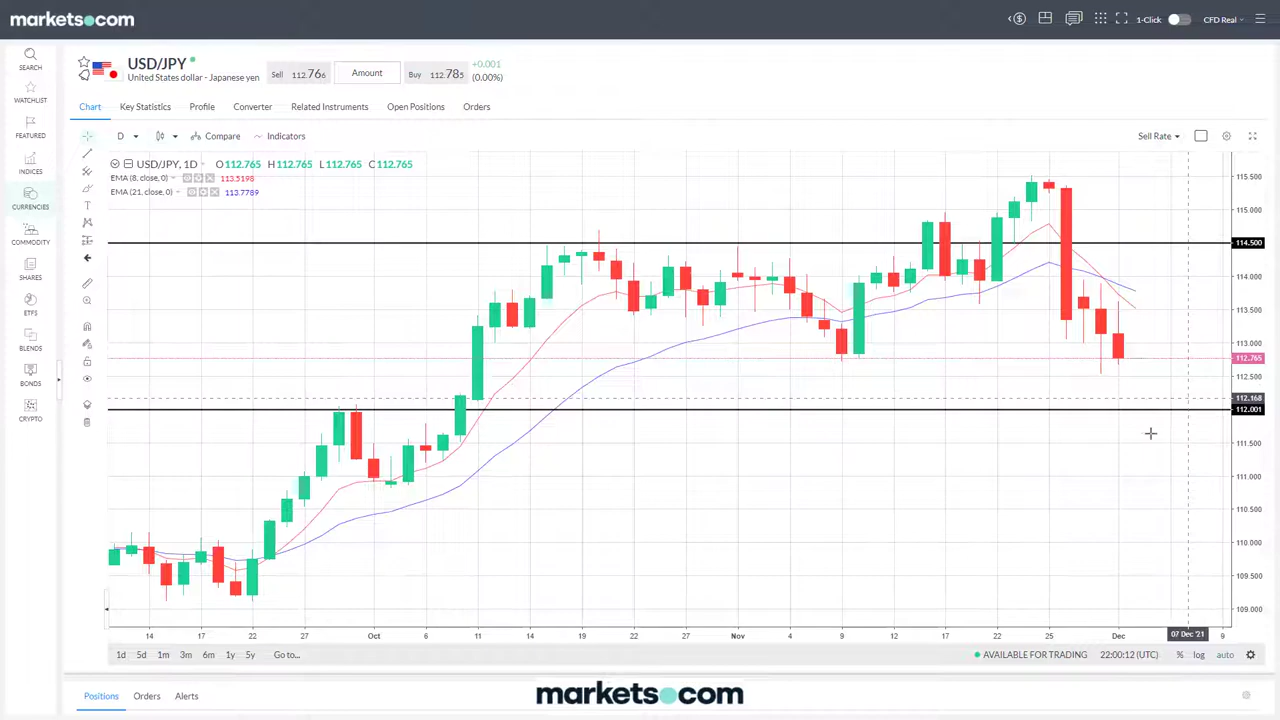 markets.com
1-Click
CFD Real
SEARCH
WATCHLIST
FEATURED
INDICES
CURRENCIES
COMMODITY
SHARES
ETFS
BLENDS
BONDS
CRYPTO
USD/JPY
United States dollar - Japanese yen
Sell 112.766
Amount
Buy 112.785
+0.001
(0.00%)
Chart Key Statistics Profile Converter Related Instruments Open Positions Orders
D Compare Indicators Sell Rate
USD/JPY, 1D O112.765 H112.765 L112.765 C112.765
EMA (8, close, 0) 113.5198
EMA (21, close, 0) 113.7789
115.500
115.000
114.500
114.000
113.500
113.000
112.765
112.500
112.168
112.001
111.500
111.000
110.500
110.000
109.500
109.000
14 17 22 27 Oct 6 11 14 19 22 27 Nov 4 9 12 17 22 25 Dec 07 Dec '21 9
1d 5d 1m 3m 6m 1y 5y Go to... AVAILABLE FOR TRADING 22:00:12 (UTC) % log auto
Positions Orders Alerts
markets.com